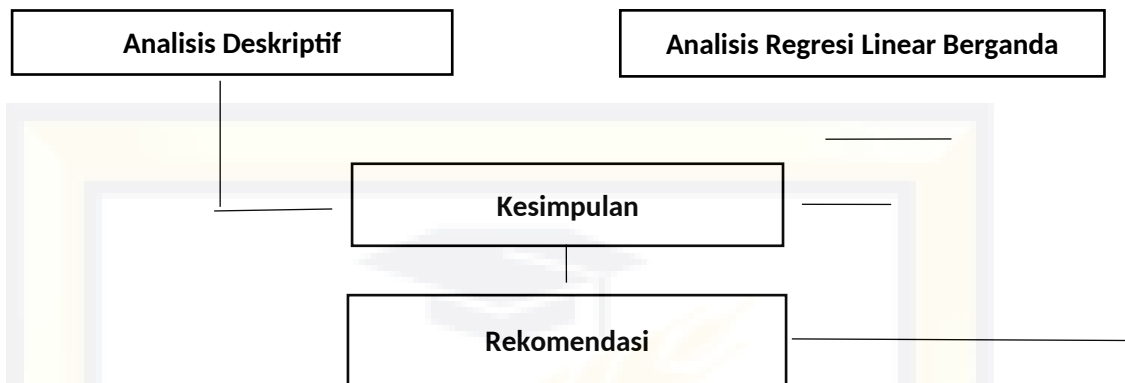 Analisis Deskriptif
Analisis Regresi Linear Berganda
Kesimpulan
Rekomendasi